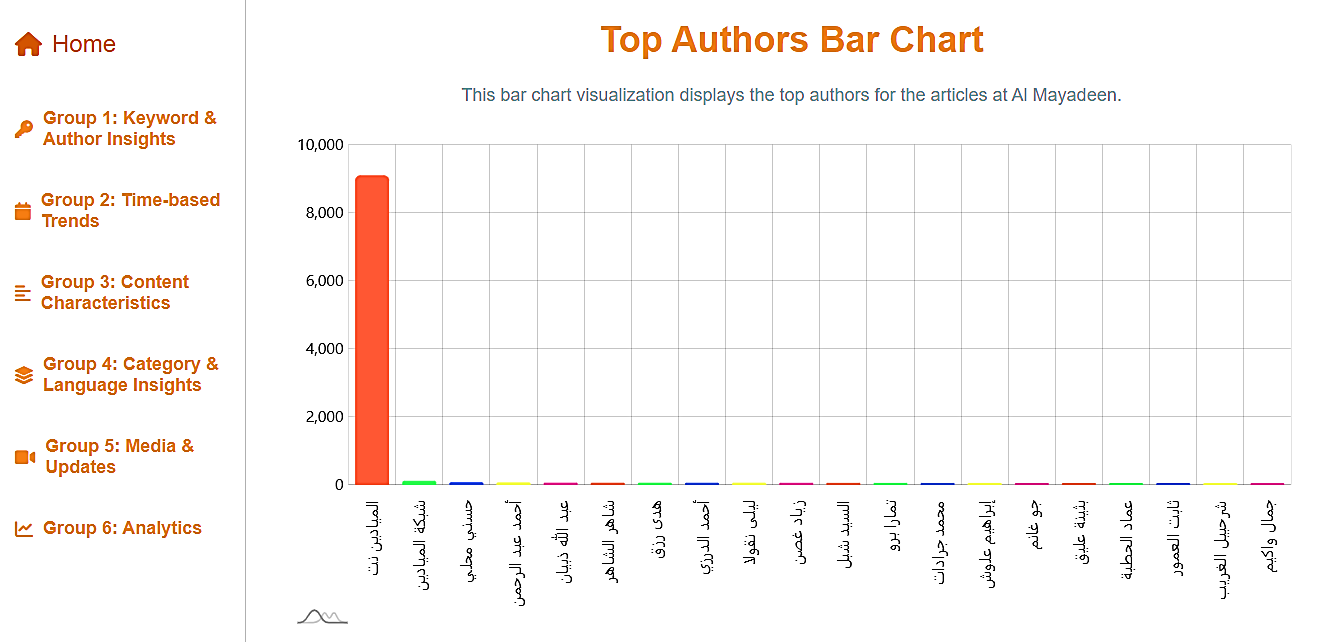 Home
Group 1: Keyword &
Author Insights
Group 2: Time-based
Trends
Group 3: Content
Characteristics
Group 4: Category &
Language Insights
Group 5: Media &
Updates
Group 6: Analytics
Top Authors Bar Chart
This bar chart visualization displays the top authors for the articles at Al Mayadeen.
10,000
8,000
6,000
4,000
2,000
0
الميادين نت
شبكة الميادين
حسني محلي
أحمد عبد الرحمن
عبد الله ذبيان
شاهر الشاهر
هدى رزق
أحمد الدرزي
ليلى نقولا
زياد غصن
السيد شبل
تمارا برو
محمد جرادات
إبراهيم علوش
جو غانم
بثينة عليق
عماد الحطبة
ثابت العمور
شرحبيل الغريب
جمال واكيم